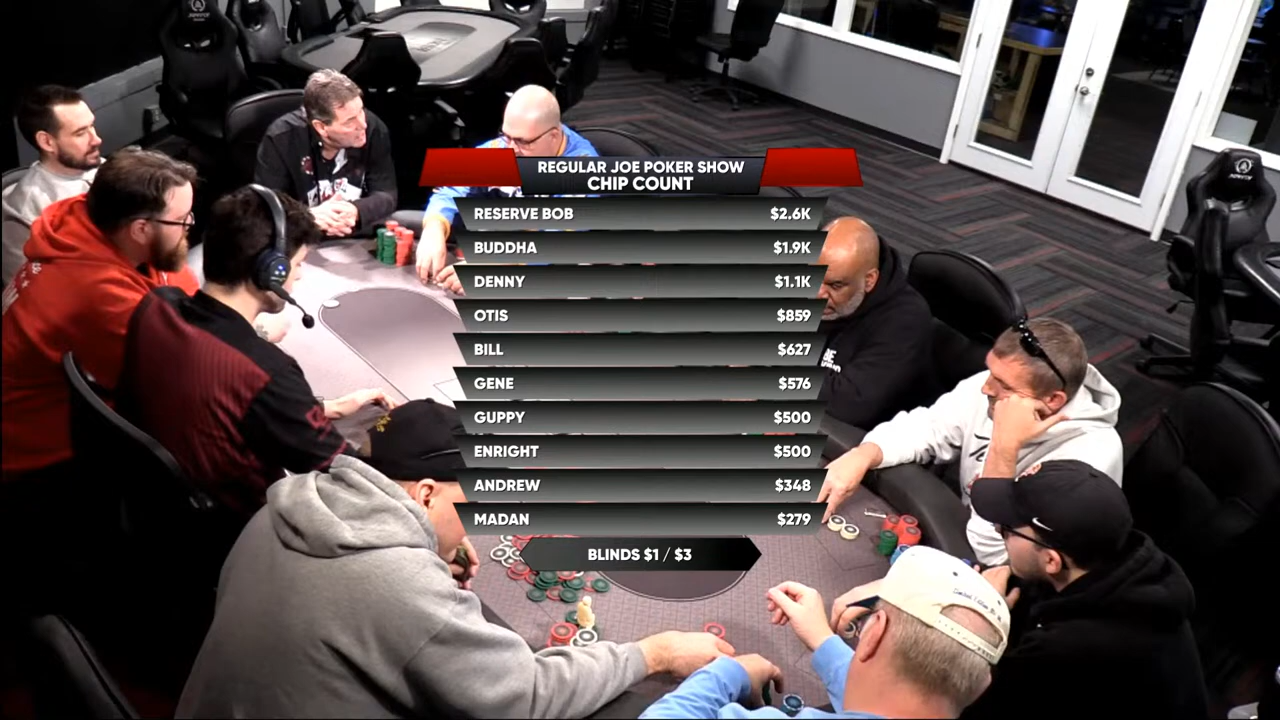 REGULAR JOE POKER SHOW
CHIP COUNT
RESERVE BOB $2.6K
BUDDHA $1.9K
DENNY $1.1K
OTIS $859
BILL $627
GENE $576
GUPPY $500
ENRIGHT $500
ANDREW $348
MADAN $279
BLINDS $1 / $3